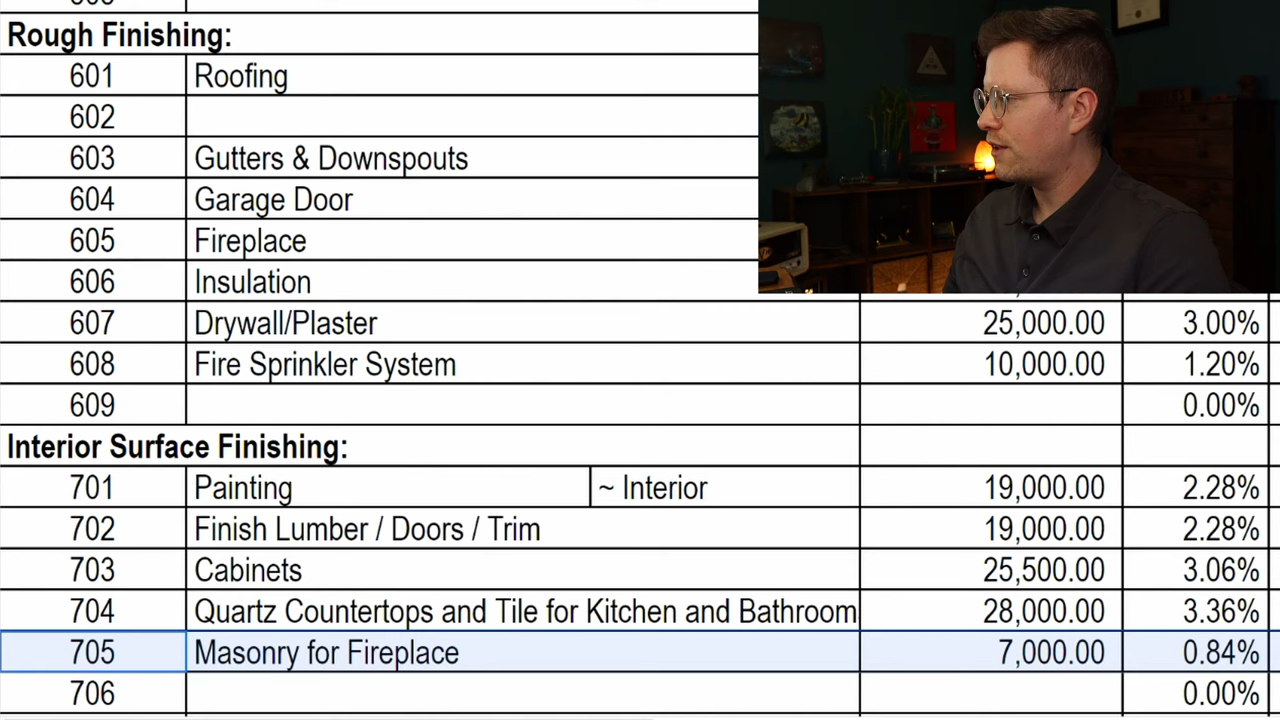 Rough Finishing:
601 Roofing
602
603 Gutters & Downspouts
604 Garage Door
605 Fireplace
606 Insulation
607 Drywall/Plaster 25,000.00 3.00%
608 Fire Sprinkler System 10,000.00 1.20%
609 0.00%
Interior Surface Finishing:
701 Painting ~ Interior 19,000.00 2.28%
702 Finish Lumber / Doors / Trim 19,000.00 2.28%
703 Cabinets 25,500.00 3.06%
704 Quartz Countertops and Tile for Kitchen and Bathroom 28,000.00 3.36%
705 Masonry for Fireplace 7,000.00 0.84%
706 0.00%